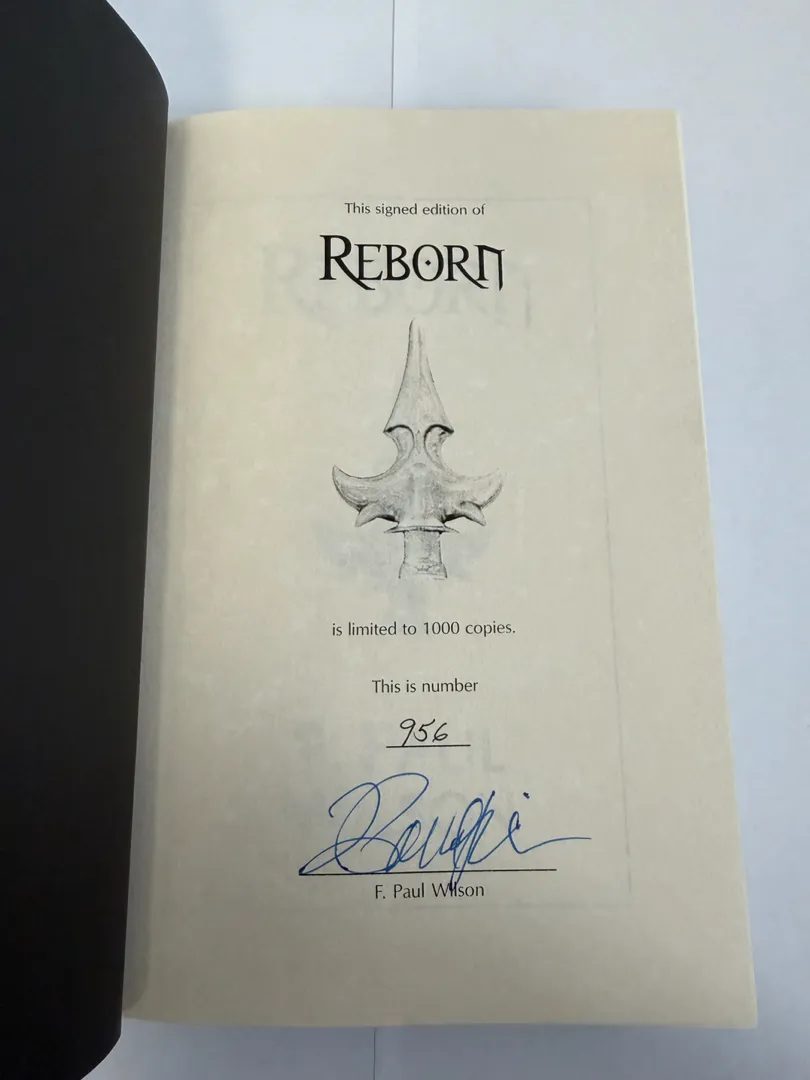 This signed edition of
REBORN
is limited to 1000 copies.
This is number
956
F. Paul Wilson